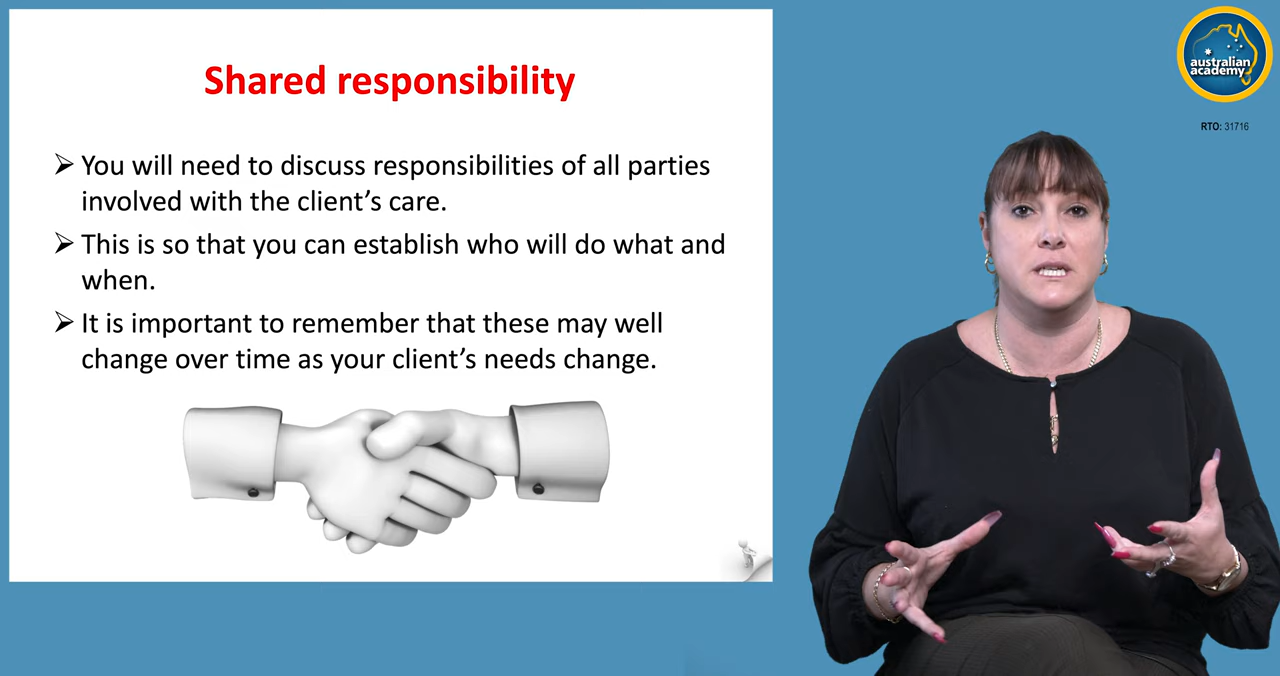 Shared responsibility
➢ You will need to discuss responsibilities of all parties
involved with the client’s care.
➢ This is so that you can establish who will do what and
when.
➢ It is important to remember that these may well
change over time as your client’s needs change.
australian
academy
RTO: 31716